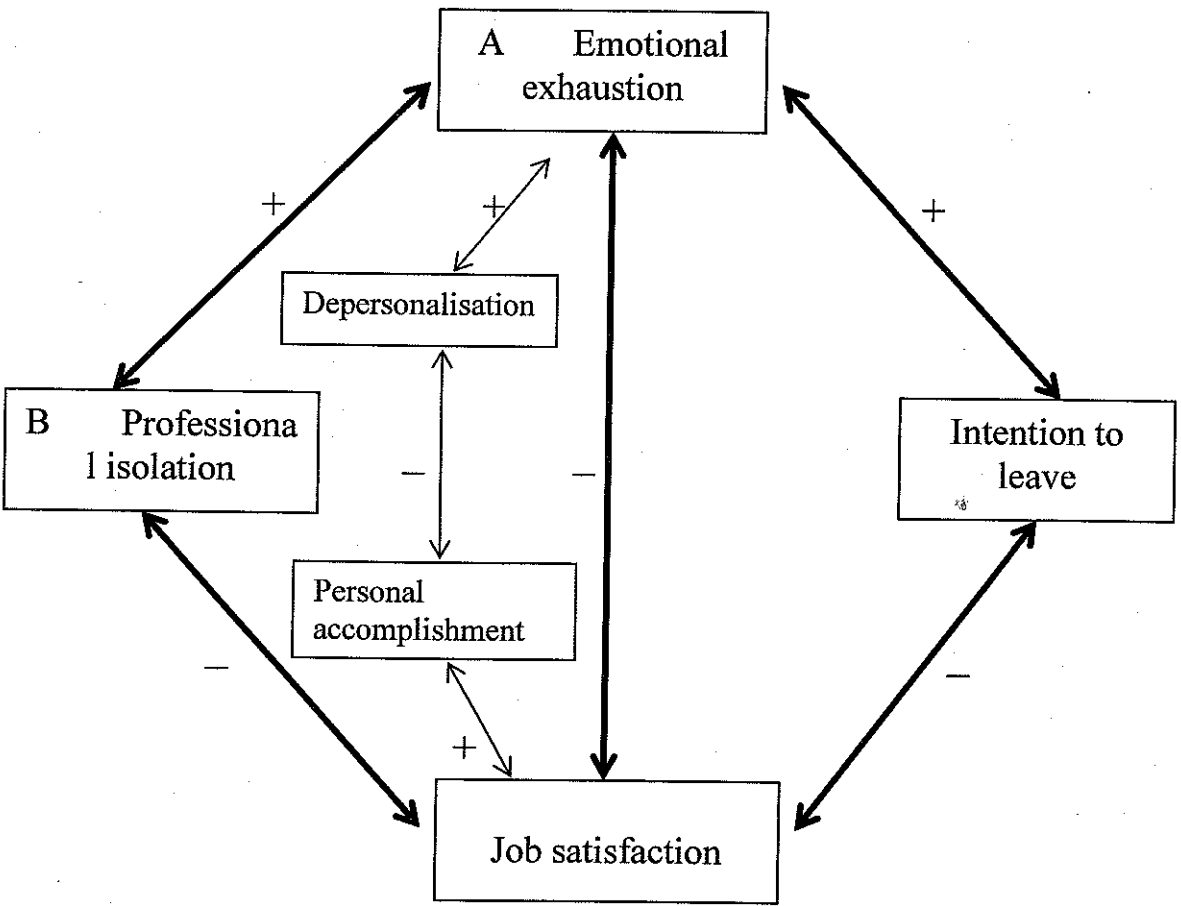 A Emotional
exhaustion
+
+
+
Depersonalisation
B Professiona
l isolation
Intention to
leave
−
−
Personal
accomplishment
−
−
+
Job satisfaction